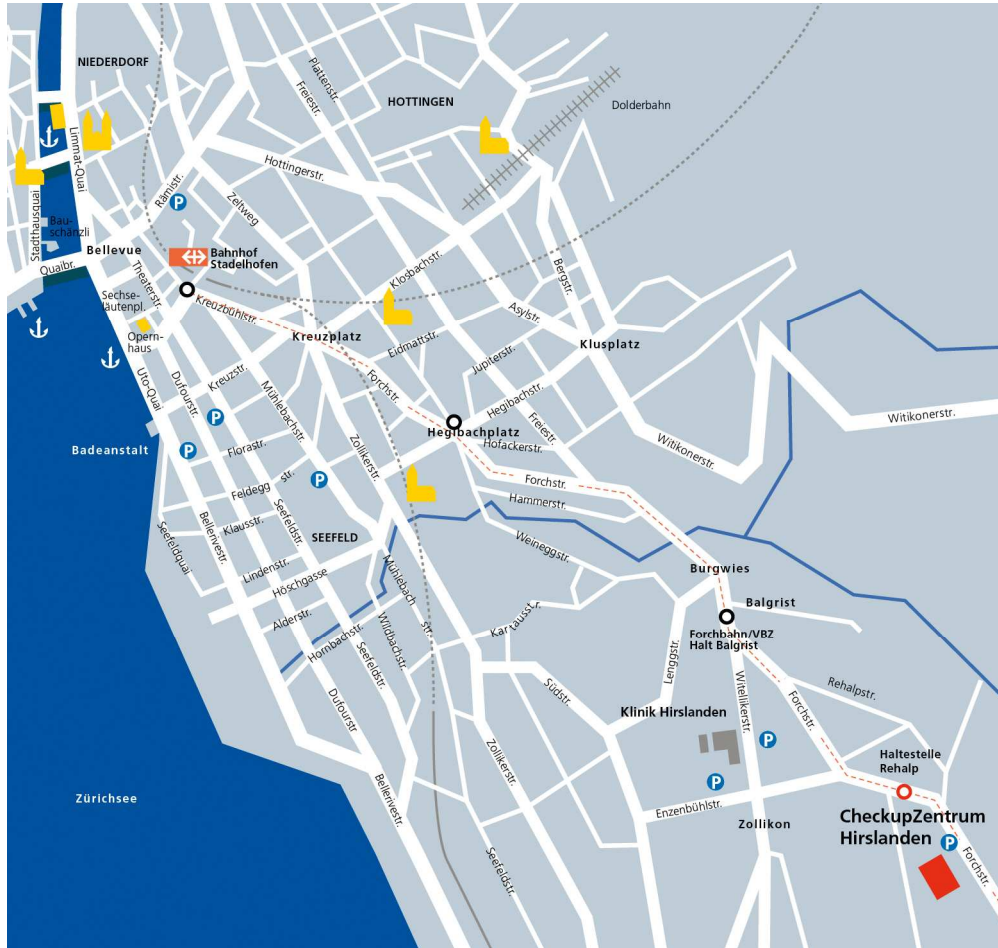 NIEDERDORF
Plattenstr.
Freiestr.
HOTTINGEN
Dolderbahn
Limmat-Quai
Hottingerstr.
Rämistr.
P
Zeltweg
Stadthausquai
Bau-
schänzli
Bellevue
Quaibr.
Theaterstr.
Bahnhof
Stadelhofen
Klosbachstr.
Bergstr.
Sechse-
läutenpl.
Kreuzbühlstr.
Asylstr.
Opern-
haus
Kreuzplatz
Eidmattstr.
Klusplatz
Jupiterstr.
Uto-Quai
Dufourstr.
Kreuzstr.
Mühlebachstr.
Forchstr.
Hegibachstr.
Freiestr.
Witikonerstr.
P
Hegibachplatz
Hofackerstr.
Witikonerstr.
Badeanstalt
P
Florastr.
Zollikerstr.
Feldegg
str.
P
Forchstr.
Hammerstr.
Seefeldquai
Bellerivestr.
Klausstr.
Seefeldstr.
SEEFELD
Weineggstr.
Lindenstr.
Höschgasse
Mühlebach
str.
Burgwies
Balgrist
Alderstr.
Hornbachstr.
Wildbachstr.
Kartausstr.
Forchbahn/VBZ
Halt Balgrist
Seefeldstr.
Lenggstr.
Witellikerstr.
Rehalpstr.
Südstr.
Dufourstr
Klinik Hirslanden
Forchstr.
P
Zollikerstr.
Haltestelle
Rehalp
P
Zürichsee
Bellerivestr.
Enzenbühlstr.
Zollikon
CheckupZentrum
Hirslanden
P
Seefeldstr.
Forchstr.